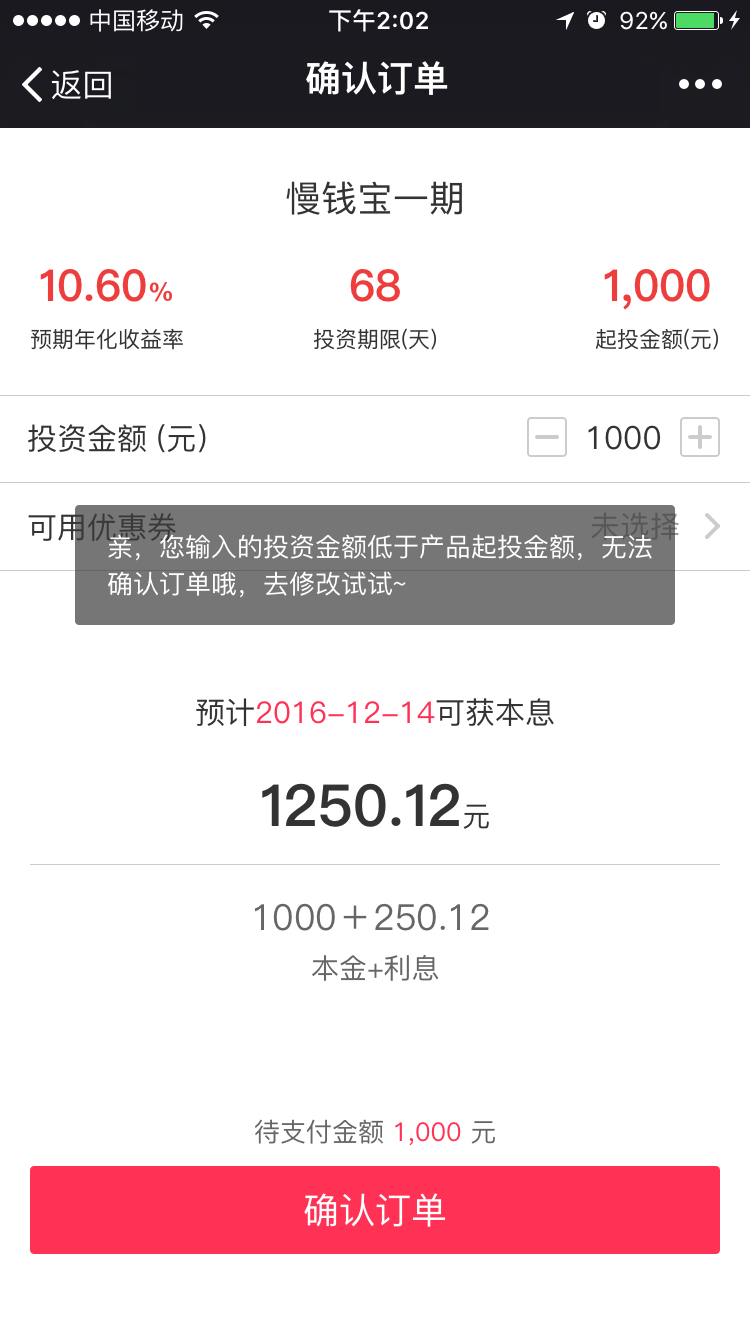 中国移动 下午2:02 92%
返回 确认订单
慢钱宝一期
10.60% 68 1,000
预期年化收益率 投资期限(天) 起投金额(元)
投资金额 (元) 1000
可用优惠券 未选择
亲，您输入的投资金额低于产品起投金额，无法
确认订单哦，去修改试试~
预计2016-12-14可获本息
1250.12元
1000+250.12
本金+利息
待支付金额 1,000 元
确认订单